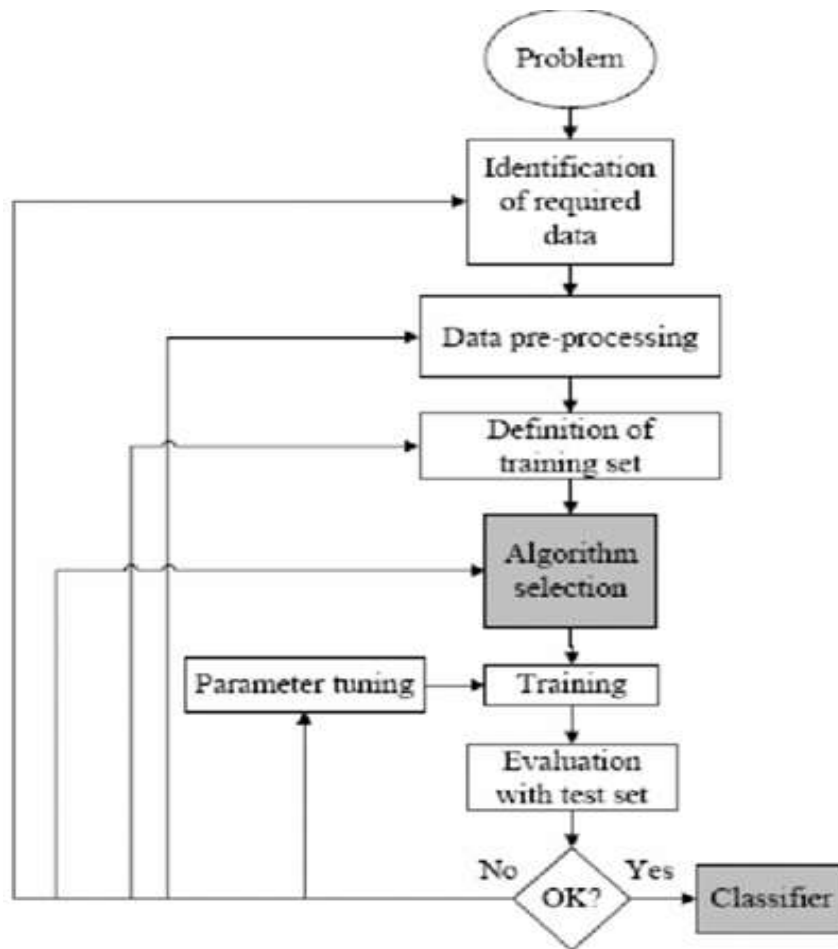 Problem
Identification
of required
data
Data pre-processing
Definition of
training set
Algorithm
selection
Parameter tuning
Training
Evaluation
with test set
No
OK?
Yes
Classifier